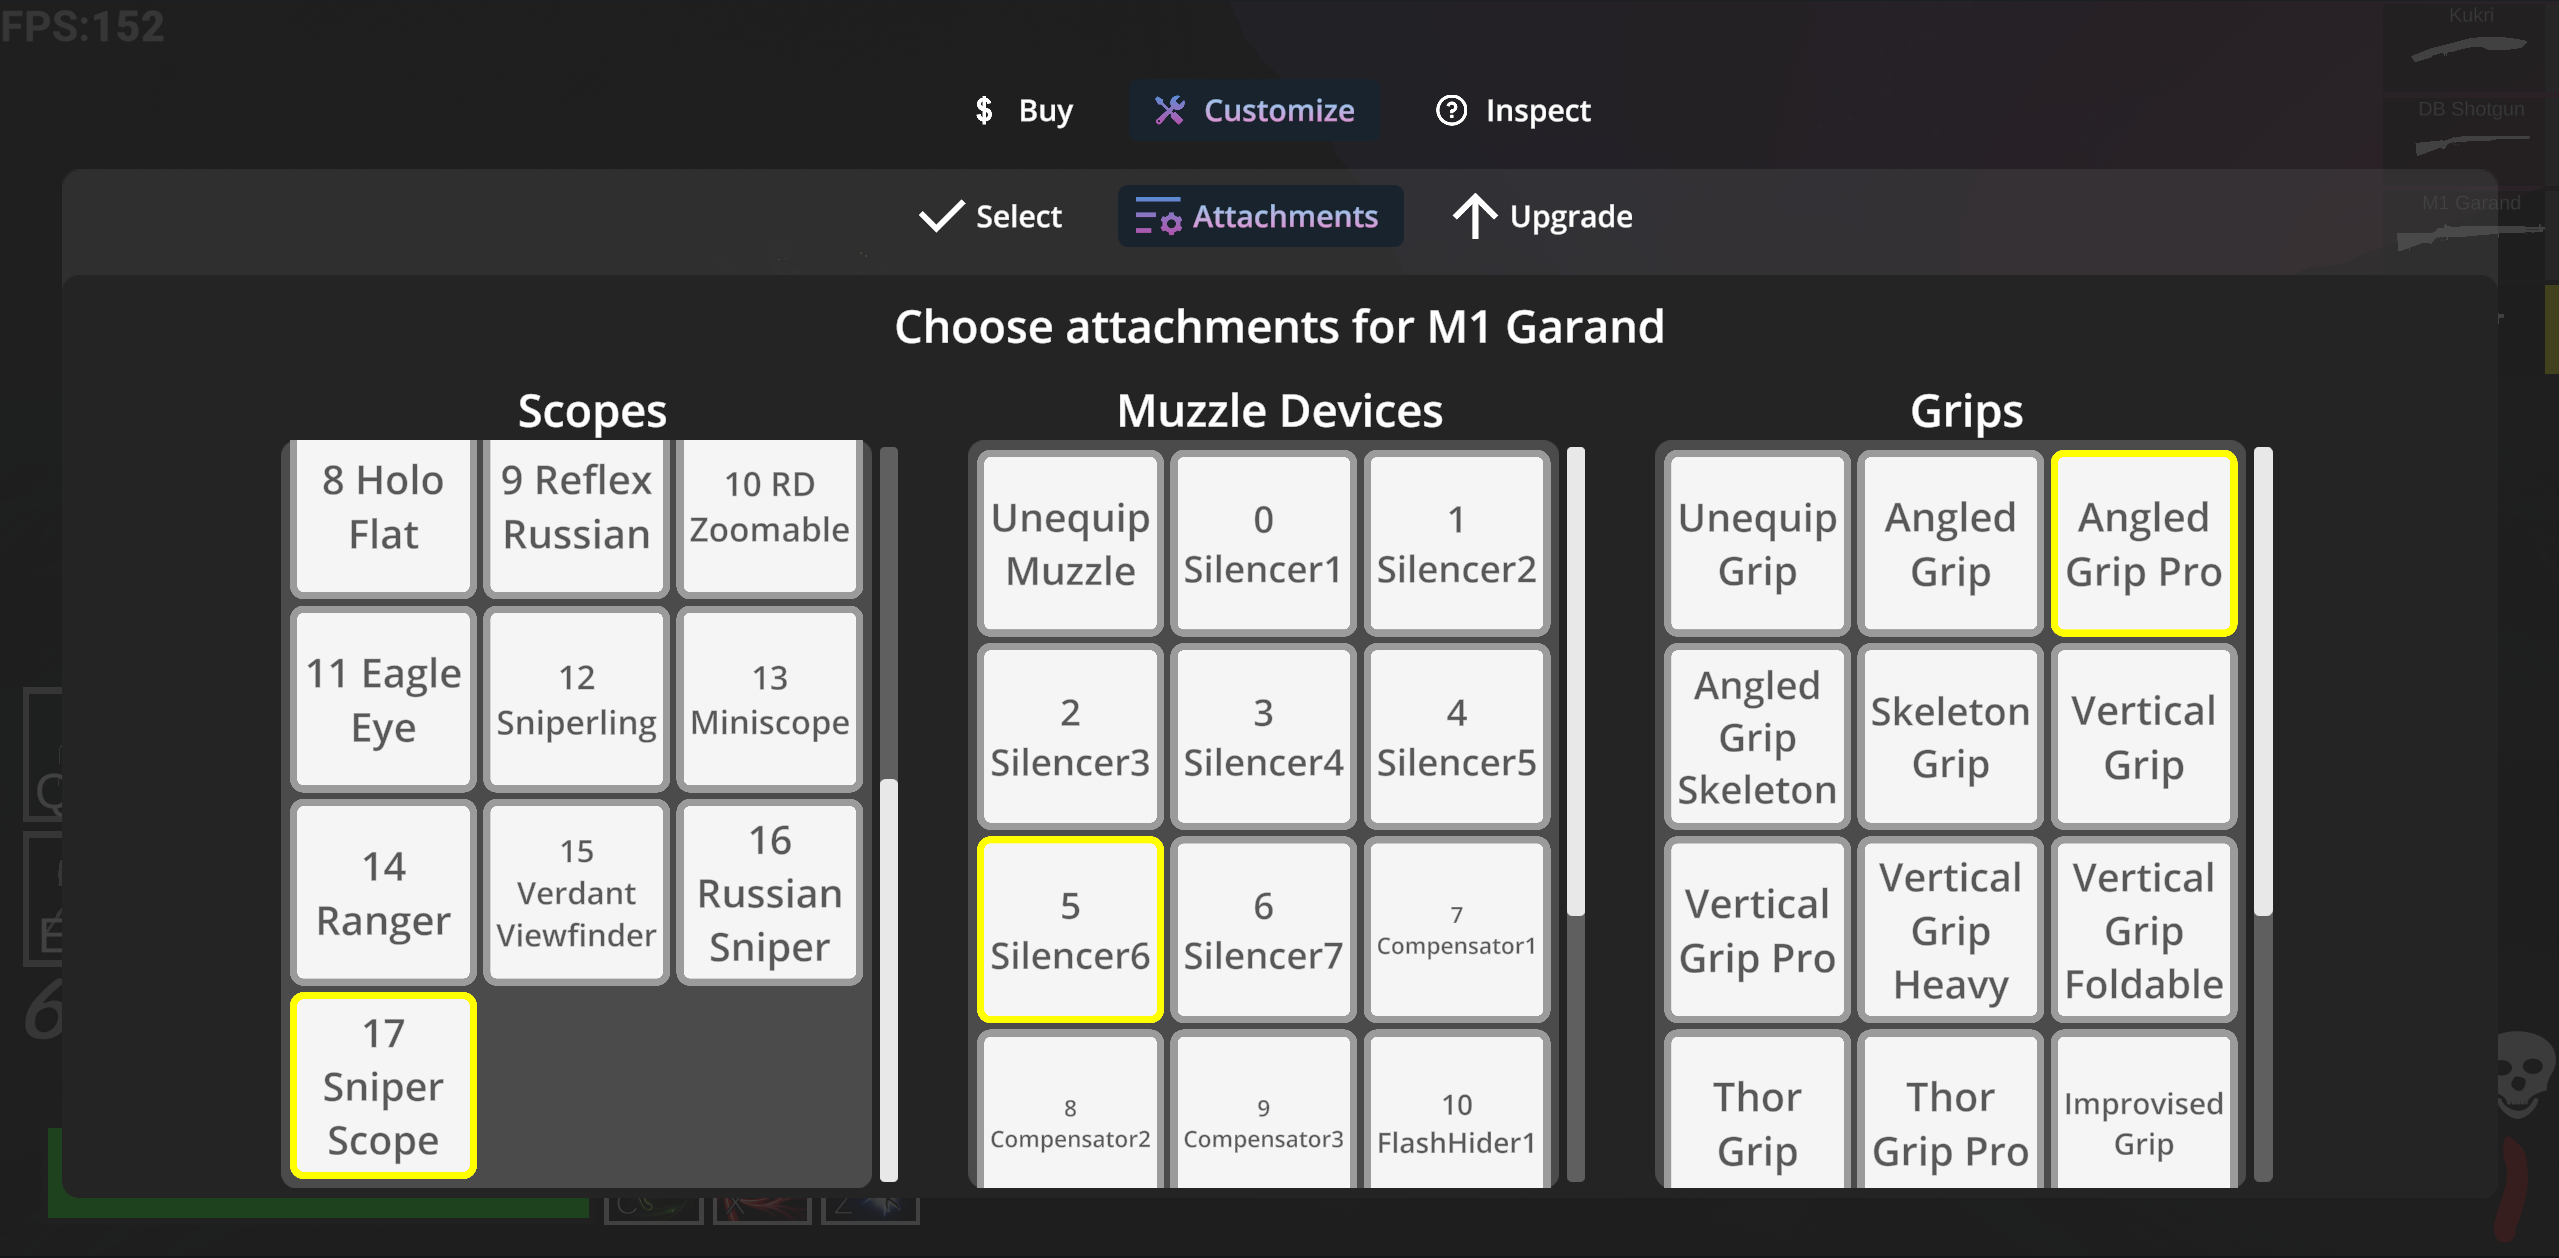 FPS:152
Kukri
$ Buy
Customize
Inspect
DB Shotgun
Select
Attachments
Upgrade
M1 Garand
Choose attachments for M1 Garand
Scopes
8 Holo
Flat
9 Reflex
Russian
10 RD
Zoomable
11 Eagle
Eye
12
Sniperling
13
Miniscope
14
Ranger
15
Verdant
Viewfinder
16
Russian
Sniper
17
Sniper
Scope
Muzzle Devices
Unequip
Muzzle
0
Silencer1
1
Silencer2
2
Silencer3
3
Silencer4
4
Silencer5
5
Silencer6
6
Silencer7
7
Compensator1
8
Compensator2
9
Compensator3
10
FlashHider1
Grips
Unequip
Grip
Angled
Grip
Angled
Grip Pro
Angled
Grip
Skeleton
Skeleton
Grip
Vertical
Grip
Vertical
Grip Pro
Vertical
Grip
Heavy
Vertical
Grip
Foldable
Thor
Grip
Thor
Grip Pro
Improvised
Grip
Q
E
6
C
X
Z